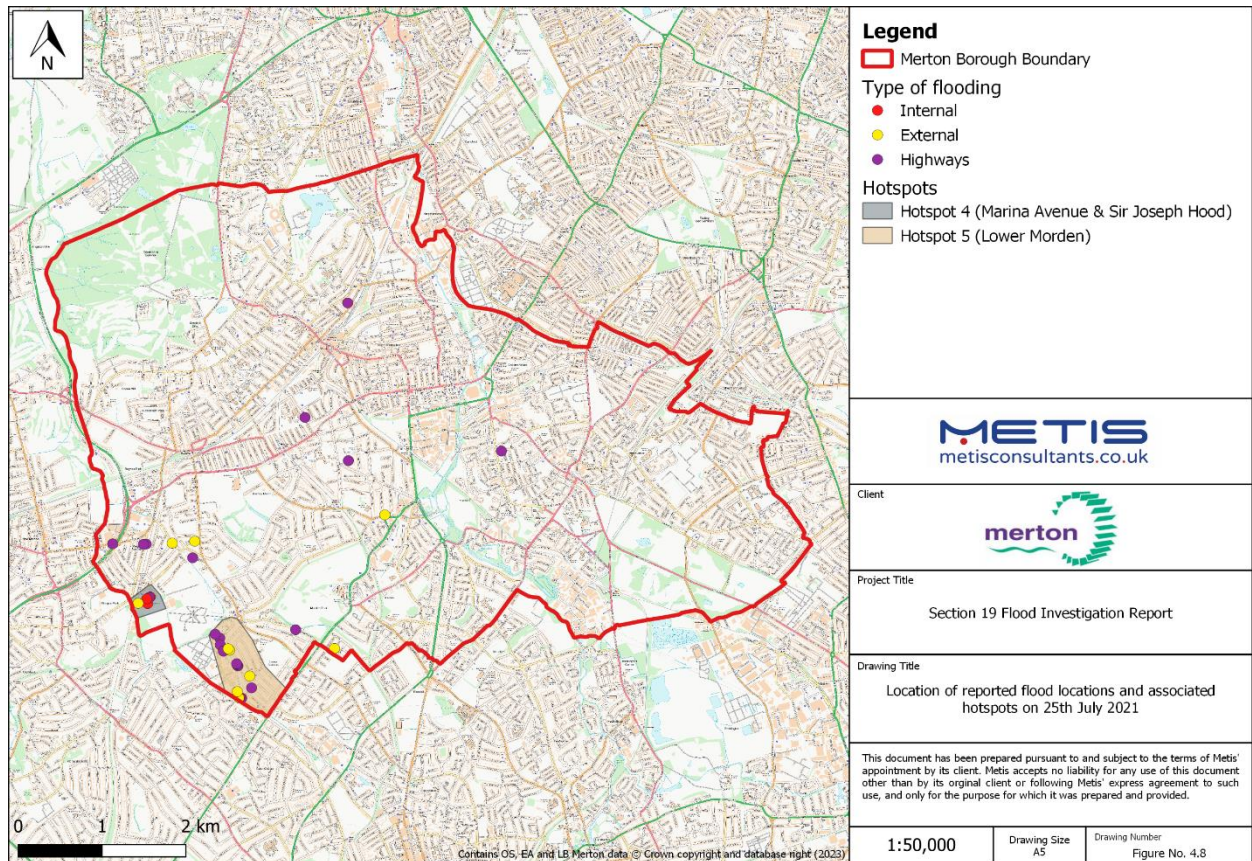 N
0 1 2 km
Contains OS, EA and LB Merton data © Crown copyright and database right (2023)
Legend
Merton Borough Boundary
Type of flooding
Internal
External
Highways
Hotspots
Hotspot 4 (Marina Avenue & Sir Joseph Hood)
Hotspot 5 (Lower Morden)
METIS
metisconsultants.co.uk
Client
merton
Project Title
Section 19 Flood Investigation Report
Drawing Title
Location of reported flood locations and associated
hotspots on 25th July 2021
This document has been prepared pursuant to and subject to the terms of Metis'
appointment by its client. Metis accepts no liability for any use of this document
other than by its orginal client or following Metis' express agreement to such
use, and only for the purpose for which it was prepared and provided.
1:50,000
Drawing Size
A5
Drawing Number
Figure No. 4.8